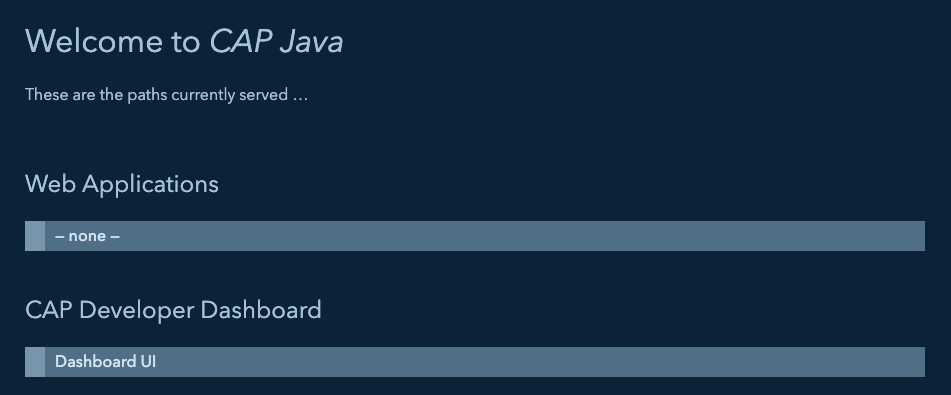 Welcome to CAP Java
These are the paths currently served …
Web Applications
– none –
CAP Developer Dashboard
Dashboard UI